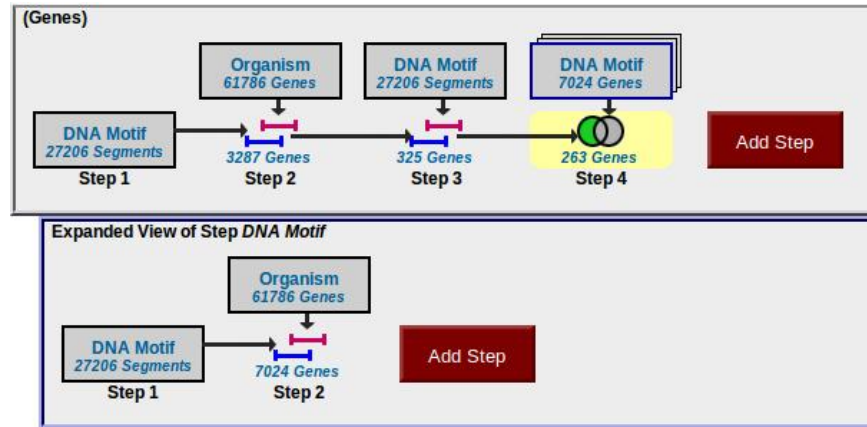 (Genes)
Organism
61786 Genes
DNA Motif
27206 Segments
DNA Motif
7024 Genes
DNA Motif
27206 Segments
Step 1
3287 Genes
Step 2
325 Genes
Step 3
263 Genes
Step 4
Add Step
Expanded View of Step DNA Motif
Organism
61786 Genes
DNA Motif
27206 Segments
Step 1
7024 Genes
Step 2
Add Step